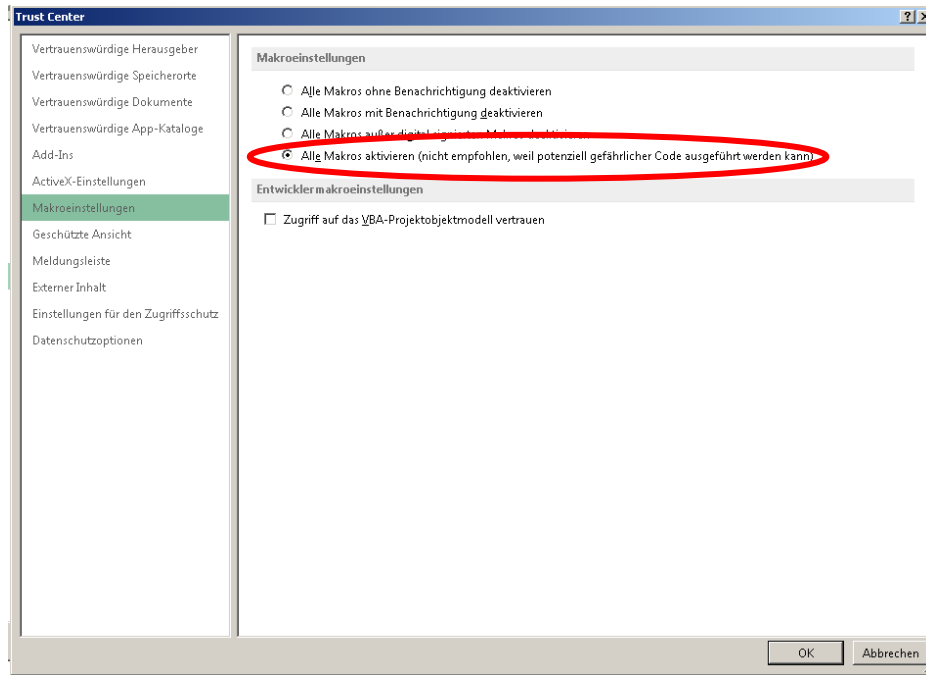 Trust Center
Vertrauenswürdige Herausgeber
Vertrauenswürdige Speicherorte
Vertrauenswürdige Dokumente
Vertrauenswürdige App-Kataloge
Add-Ins
ActiveX-Einstellungen
Makroeinstellungen
Geschützte Ansicht
Meldungsleiste
Externer Inhalt
Einstellungen für den Zugriffsschutz
Datenschutzoptionen
Makroeinstellungen
Alle Makros ohne Benachrichtigung deaktivieren
Alle Makros mit Benachrichtigung deaktivieren
Alle Makros außer digital signierten Makros deaktivieren
Alle Makros aktivieren (nicht empfohlen, weil potenziell gefährlicher Code ausgeführt werden kann)
Entwicklermakroeinstellungen
Zugriff auf das VBA-Projektobjektmodell vertrauen
OK Abbrechen